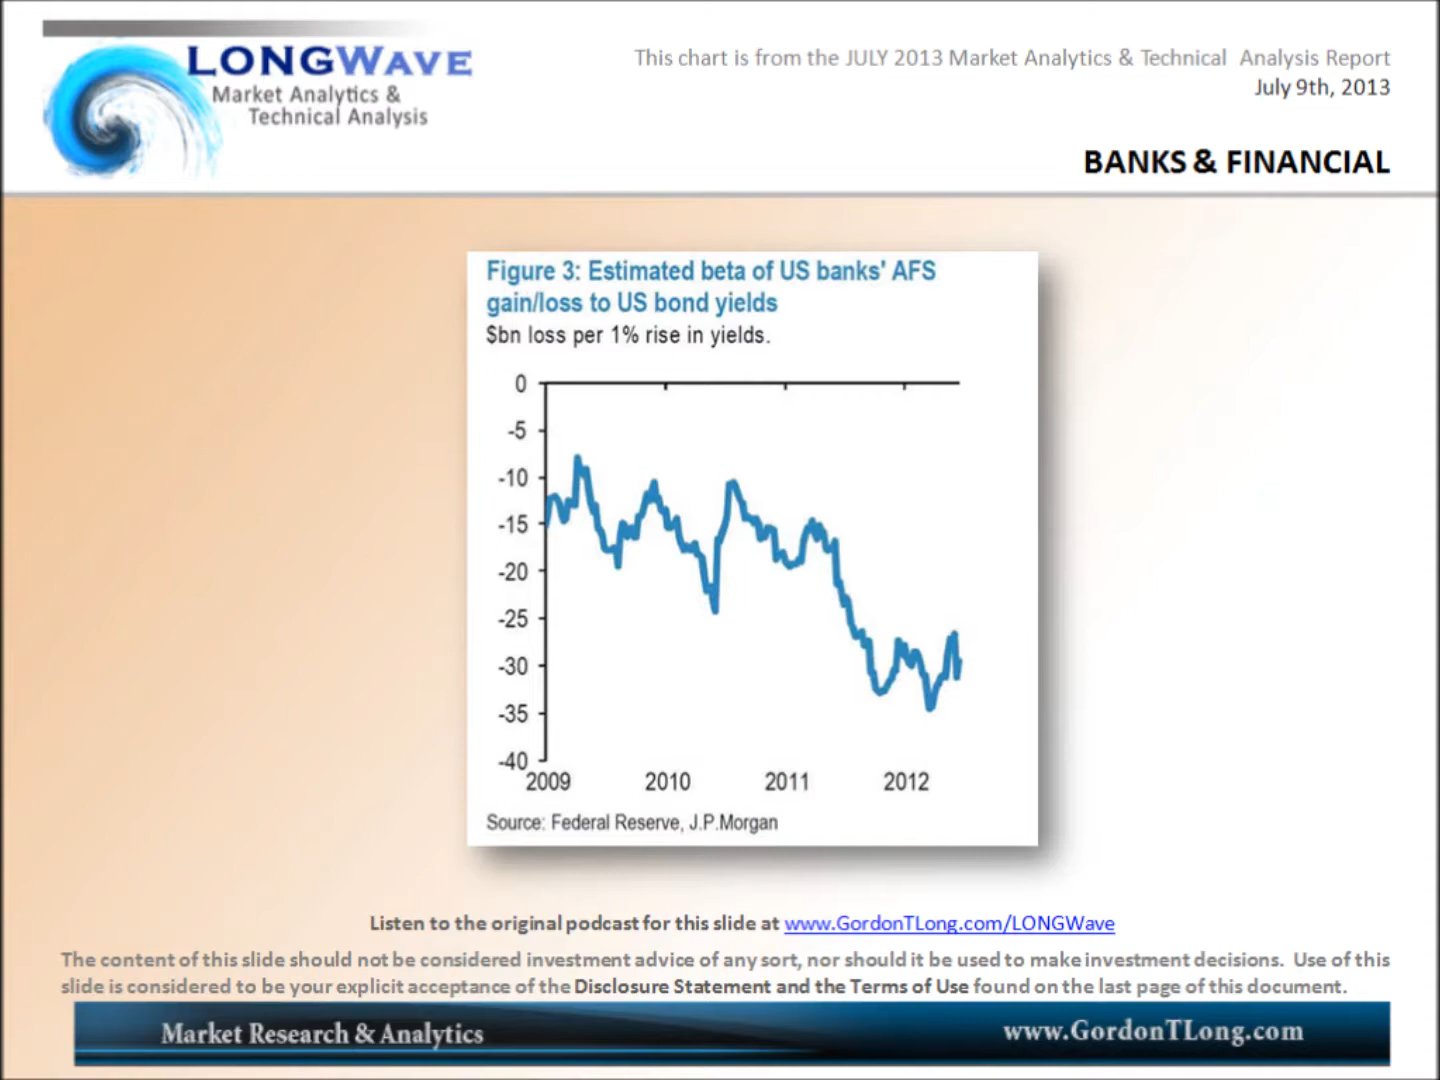 LONGWAVE
Market Analytics &
Technical Analysis
This chart is from the JULY 2013 Market Analytics & Technical Analysis Report
July 9th, 2013
BANKS & FINANCIAL
Figure 3: Estimated beta of US banks' AFS
gain/loss to US bond yields
$bn loss per 1% rise in yields.
0
-5
-10
-15
-20
-25
-30
-35
-40
2009 2010 2011 2012
Source: Federal Reserve, J.P.Morgan
Listen to the original podcast for this slide at www.GordonTLong.com/LONGWave
The content of this slide should not be considered investment advice of any sort, nor should it be used to make investment decisions. Use of this
slide is considered to be your explicit acceptance of the Disclosure Statement and the Terms of Use found on the last page of this document.
Market Research & Analytics
www.GordonTLong.com